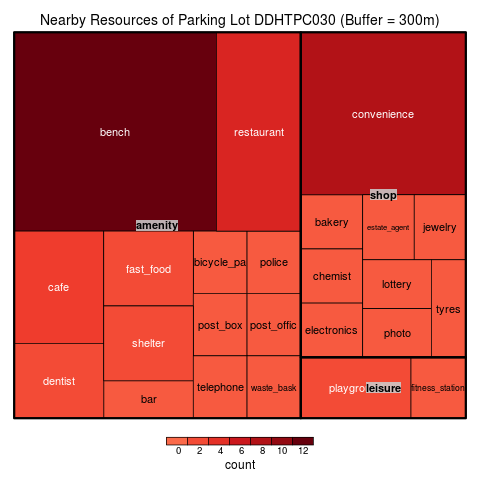 Nearby Resources of Parking Lot DDHTPC030 (Buffer = 300m)
bench
restaurant
convenience
shop
amenity
bakery
estate_agent
jewelry
cafe
fast_food
bicycle_pa
police
chemist
lottery
tyres
shelter
post_box
post_offic
electronics
photo
dentist
bar
telephone
waste_bask
playgro
leisure
fitness_station
0 2 4 6 8 10 12
count